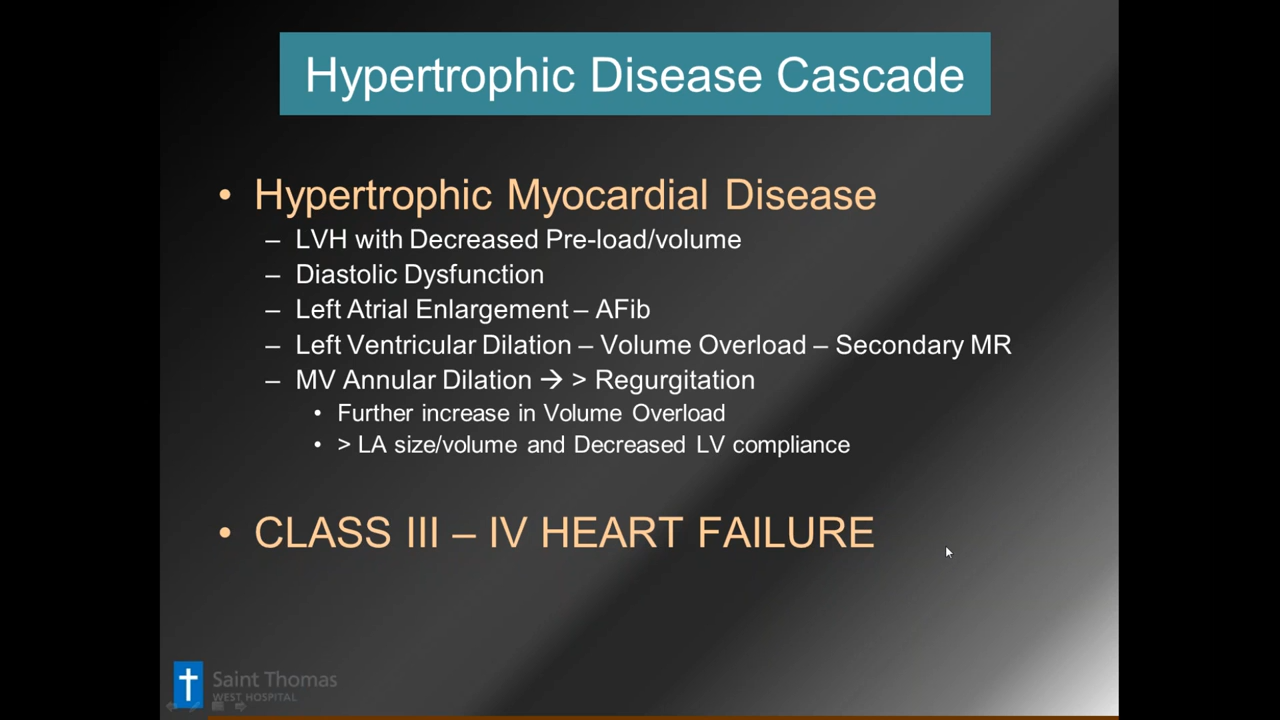 Hypertrophic Disease Cascade
• Hypertrophic Myocardial Disease
– LVH with Decreased Pre-load/volume
– Diastolic Dysfunction
– Left Atrial Enlargement – AFib
– Left Ventricular Dilation – Volume Overload – Secondary MR
– MV Annular Dilation → > Regurgitation
• Further increase in Volume Overload
• > LA size/volume and Decreased LV compliance
• CLASS III – IV HEART FAILURE
Saint Thomas
WEST HOSPITAL